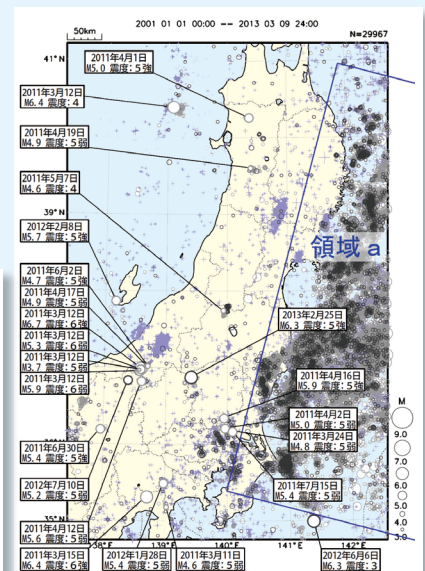 2001 01 01 00:00 -- 2013 03 09 24:00
50km
N=29967
41° N
2011年4月1日
M5.0 震度:5強
2011年3月12日
M6.4 震度:4
2011年4月19日
M4.9 震度:5弱
2011年5月7日
M4.6 震度:4
39° N
2012年2月8日
M5.7 震度:5強
領域a
2011年6月2日
M4.7 震度:5強
2011年4月17日
M4.9 震度:5弱
2011年3月12日
M6.7 震度:6強
2011年3月12日
M5.3 震度:6弱
2011年3月12日
M3.7 震度:5弱
2011年3月12日
M5.9 震度:6弱
2013年2月25日
M6.3 震度:5強
2011年4月16日
M5.9 震度:5強
2011年4月2日
M5.0 震度:5弱
2011年3月24日
M4.8 震度:5弱
2011年6月30日
M5.4 震度:5強
2012年7月10日
M5.2 震度:5弱
2011年7月15日
M5.4 震度:5弱
2011年4月12日
M5.6 震度:5弱
35° N
138°E
139°E
140°E
141°E
2011年3月15日
M6.4 震度:6強
2012年1月28日
M5.4 震度:5弱
2011年3月11日
M4.6 震度:5弱
2012年6月6日
M6.3 震度:3
M
9.0
7.0
6.0
5.0
4.0
3.0